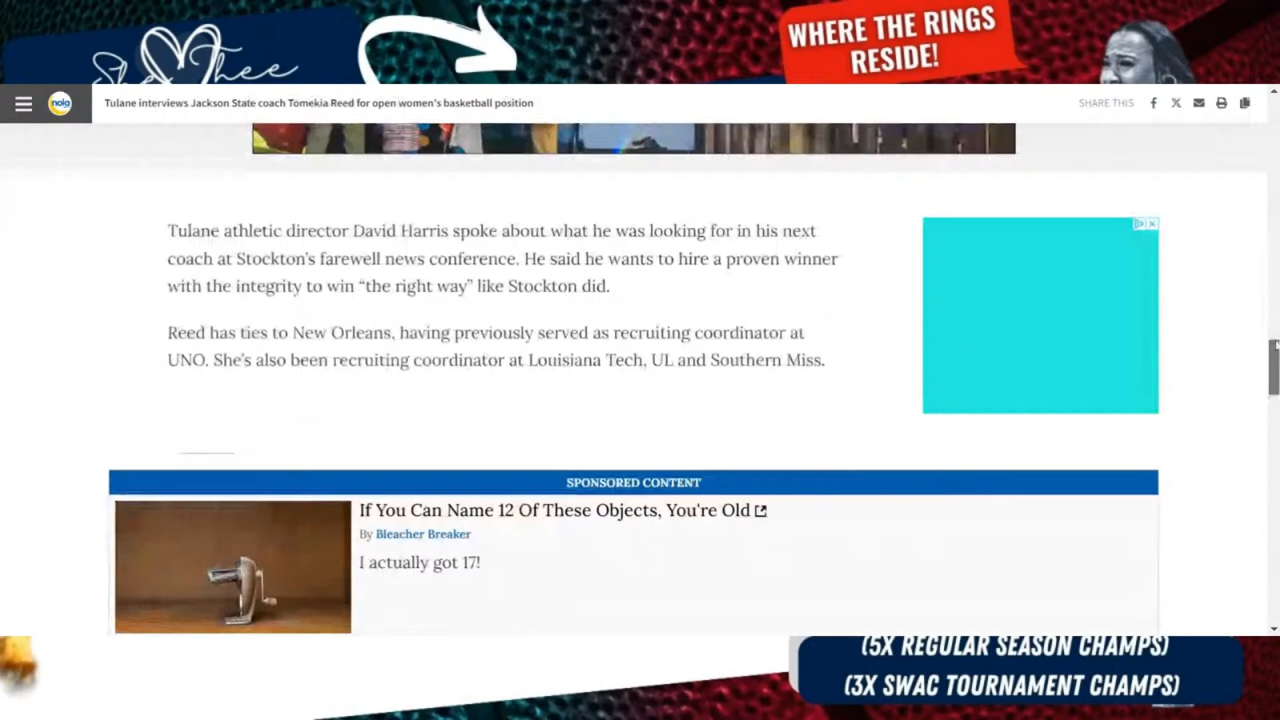 She Thee
WHERE THE RINGS
RESIDE!
nola
Tulane interviews Jackson State coach Tomekia Reed for open women's basketball position
SHARE THIS
Tulane athletic director David Harris spoke about what he was looking for in his next
coach at Stockton’s farewell news conference. He said he wants to hire a proven winner
with the integrity to win “the right way” like Stockton did.
Reed has ties to New Orleans, having previously served as recruiting coordinator at
UNO. She’s also been recruiting coordinator at Louisiana Tech, UL and Southern Miss.
SPONSORED CONTENT
If You Can Name 12 Of These Objects, You're Old
By Bleacher Breaker
I actually got 17!
(5X REGULAR SEASON CHAMPS)
(3X SWAC TOURNAMENT CHAMPS)